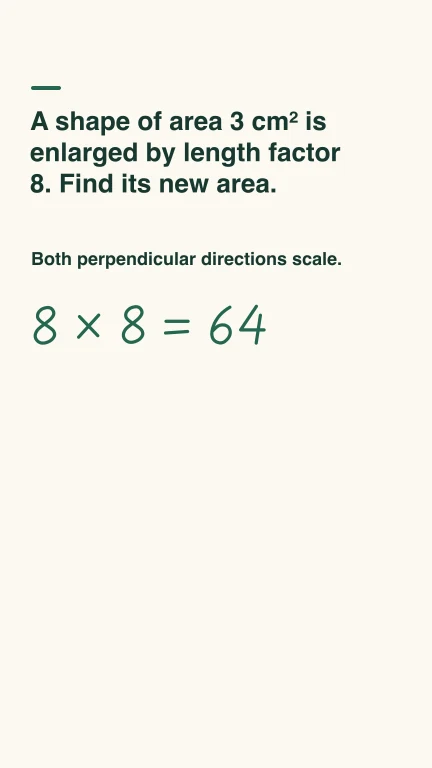 A shape of area 3 cm² is
enlarged by length factor
8. Find its new area.
Both perpendicular directions scale.
8 × 8 = 64